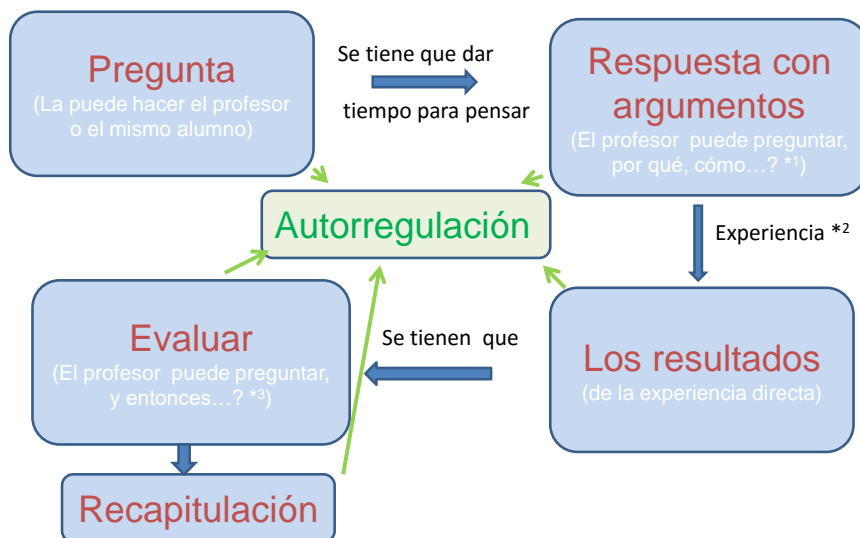 Pregunta
(La puede hacer el profesor
o el mismo alumno)
Se tiene que dar
tiempo para pensar
Respuesta con
argumentos
(El profesor puede preguntar,
por qué, cómo…? *1)
Autorregulación
Experiencia *2
Evaluar
(El profesor puede preguntar,
y entonces…? *3)
Se tienen que
Los resultados
(de la experiencia directa)
Recapitulación